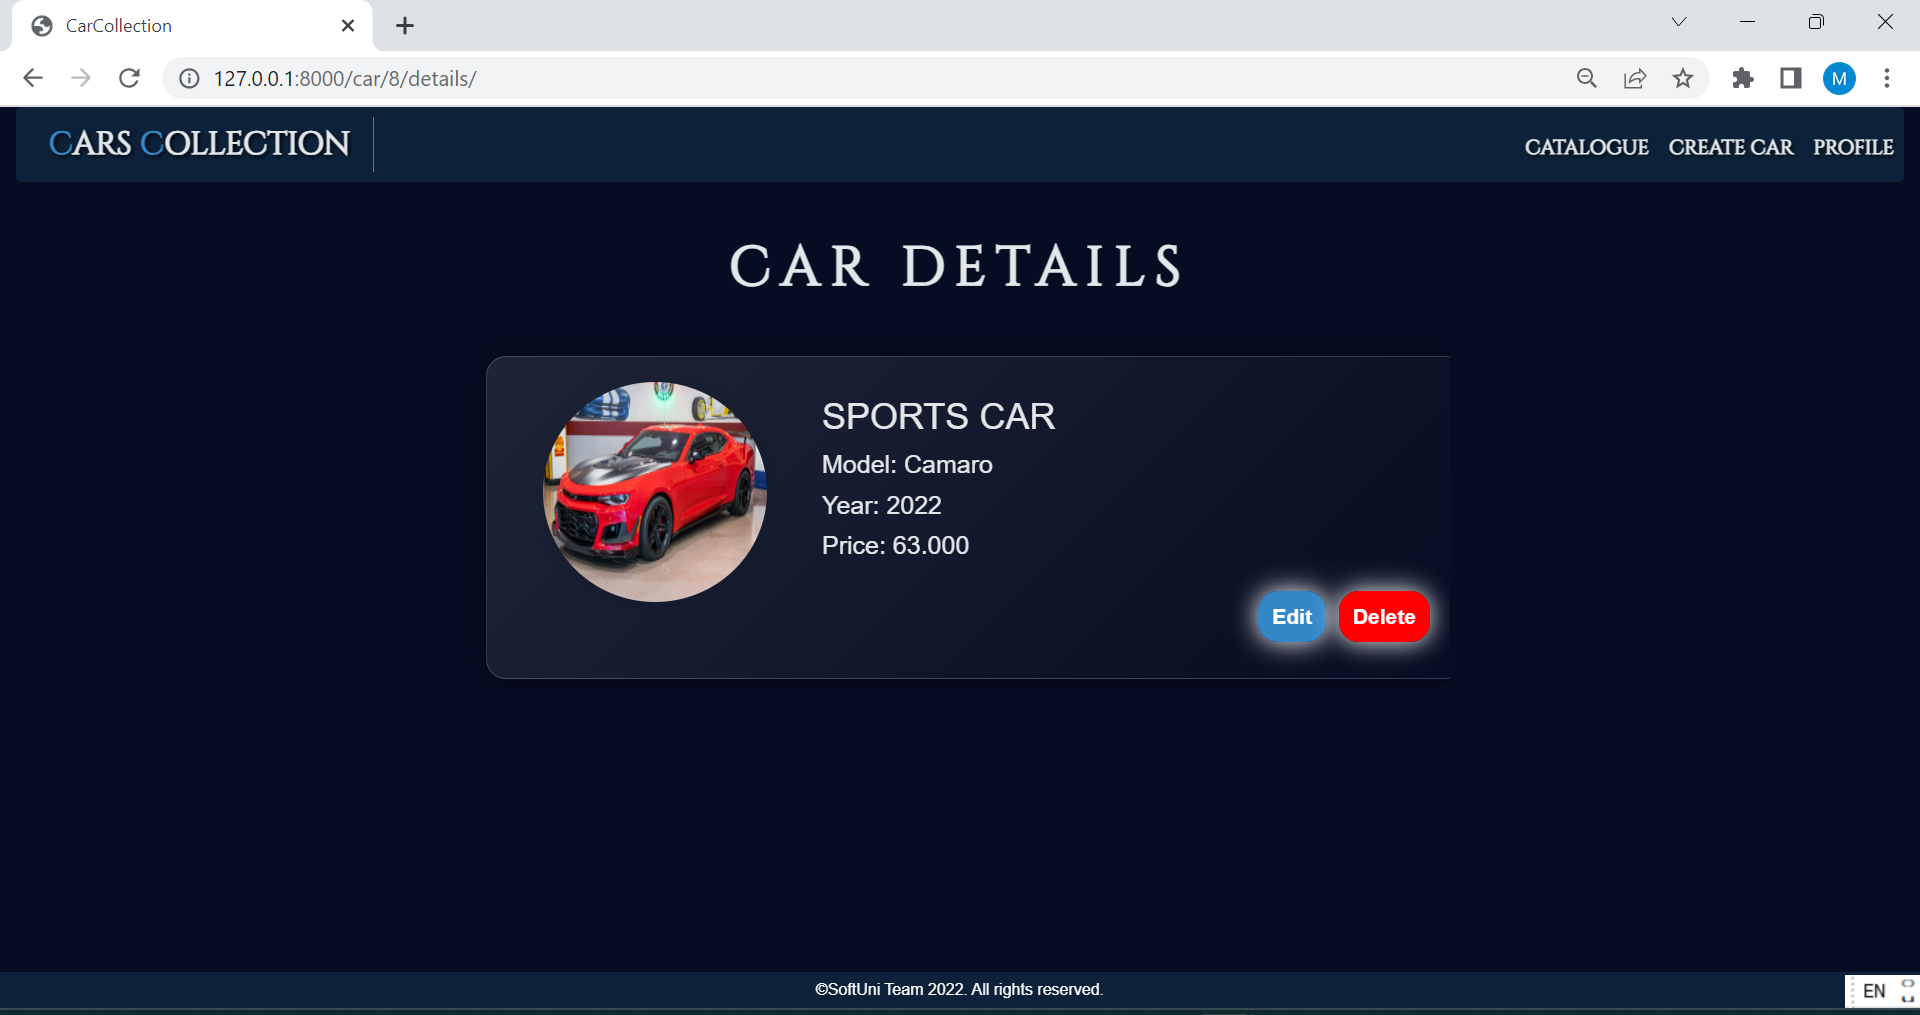 CarCollection
127.0.0.1:8000/car/8/details/
M
CARS COLLECTION
CATALOGUE CREATE CAR PROFILE
CAR DETAILS
SPORTS CAR
Model: Camaro
Year: 2022
Price: 63.000
Edit Delete
©SoftUni Team 2022. All rights reserved.
EN